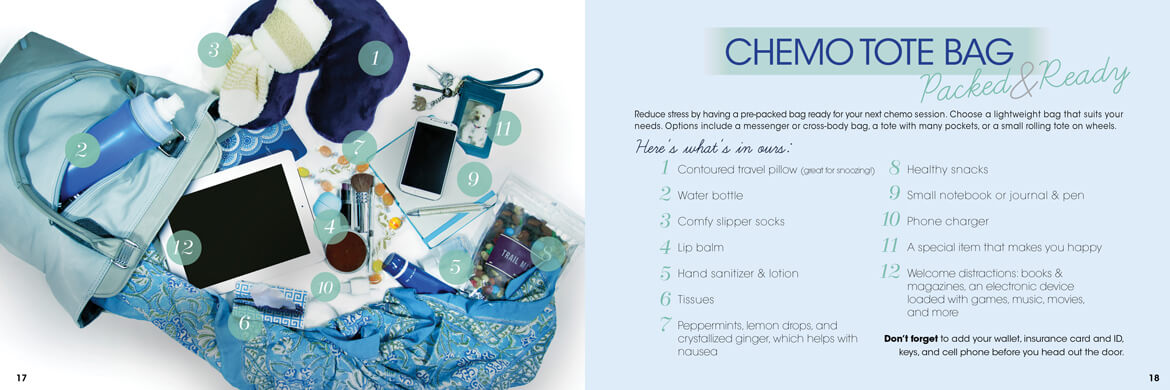 3
1
2
11
7
9
4
12
8
TRAIL M
5
10
6
17
CHEMO TOTE BAG
Packed & Ready
Reduce stress by having a pre-packed bag ready for your next chemo session. Choose a lightweight bag that suits your
needs. Options include a messenger or cross-body bag, a tote with many pockets, or a small rolling tote on wheels.
Here's what's in ours:
1 Contoured travel pillow (great for snoozing!)
2 Water bottle
3 Comfy slipper socks
4 Lip balm
5 Hand sanitizer & lotion
6 Tissues
7 Peppermints, lemon drops, and
crystallized ginger, which helps with
nausea
8 Healthy snacks
9 Small notebook or journal & pen
10 Phone charger
11 A special item that makes you happy
12 Welcome distractions: books &
magazines, an electronic device
loaded with games, music, movies,
and more
Don't forget to add your wallet, insurance card and ID,
keys, and cell phone before you head out the door.
18